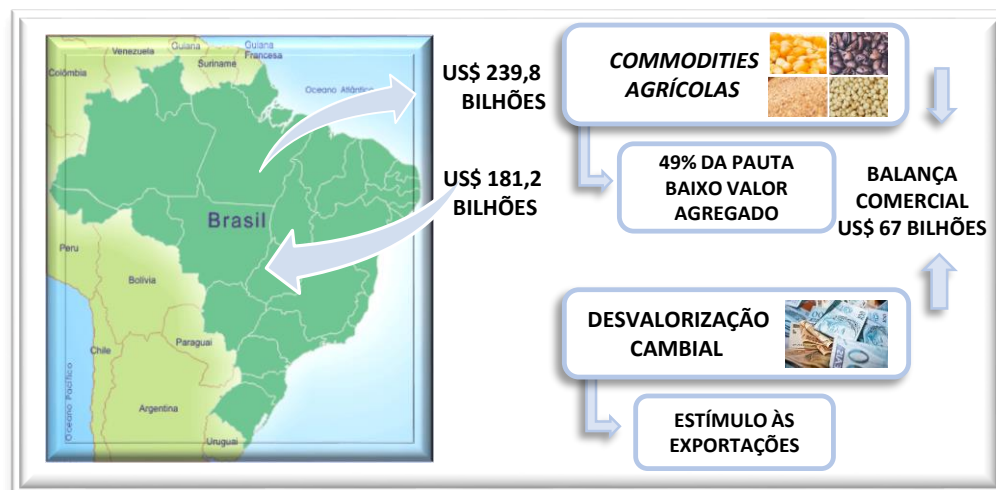 Venezuela
Guiana
Suriname
Guiana
Francesa
Colômbia
Oceano Atlântico
Brasil
Peru
Bolívia
Paraguai
Chile
Argentina
Uruguai
Oceano Pacífico
US$ 239,8
BILHÕES
US$ 181,2
BILHÕES
COMMODITIES
AGRÍCOLAS
49% DA PAUTA
BAIXO VALOR
AGREGADO
BALANÇA
COMERCIAL
US$ 67 BILHÕES
DESVALORIZAÇÃO
CAMBIAL
ESTÍMULO ÀS
EXPORTAÇÕES